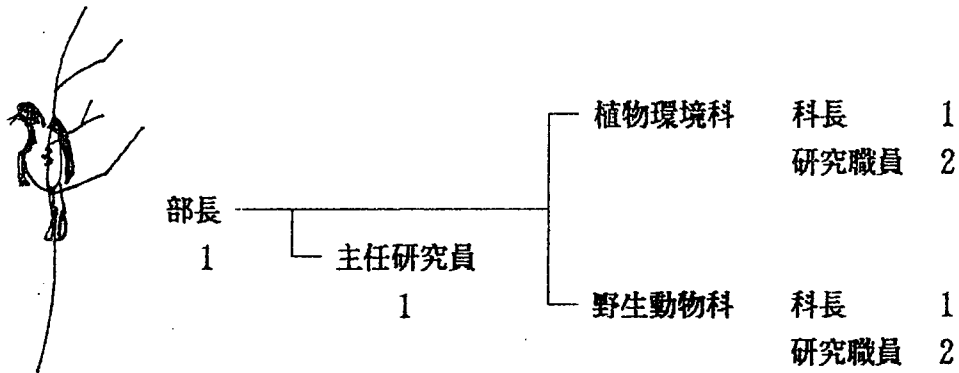 植物環境科 科長 1
研究職員 2
部長
1
主任研究員
1
野生動物科 科長 1
研究職員 2